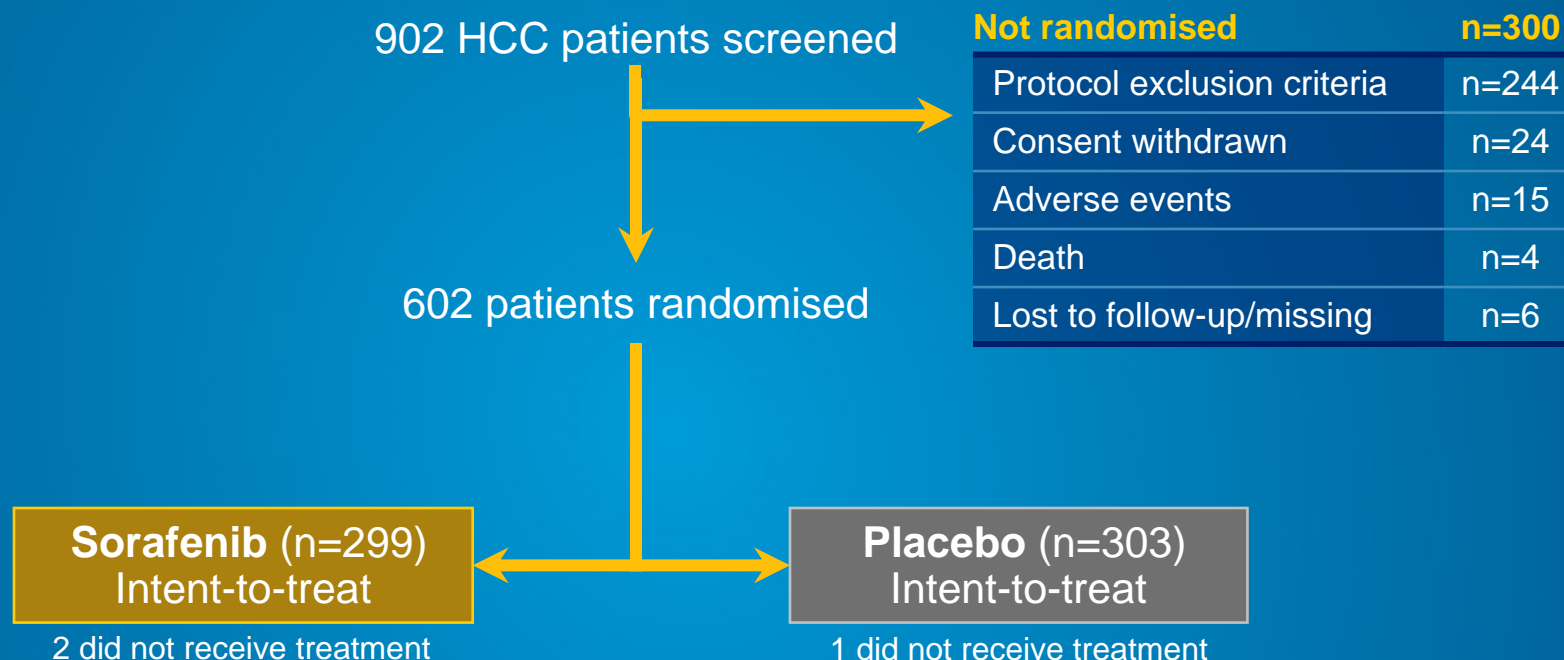 902 HCC patients screened
Not randomised n=300
Protocol exclusion criteria n=244
Consent withdrawn n=24
Adverse events n=15
Death n=4
Lost to follow-up/missing n=6
602 patients randomised
Sorafenib (n=299)
Intent-to-treat
2 did not receive treatment
Placebo (n=303)
Intent-to-treat
1 did not receive treatment